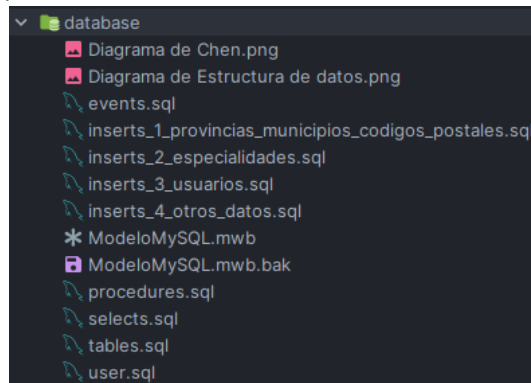 database
Diagrama de Chen.png
Diagrama de Estructura de datos.png
events.sql
inserts_1_provincias_municipios_codigos_postales.sql
inserts_2_especialidades.sql
inserts_3_usuarios.sql
inserts_4_otros_datos.sql
ModeloMySQL.mwb
ModeloMySQL.mwb.bak
procedures.sql
selects.sql
tables.sql
user.sql